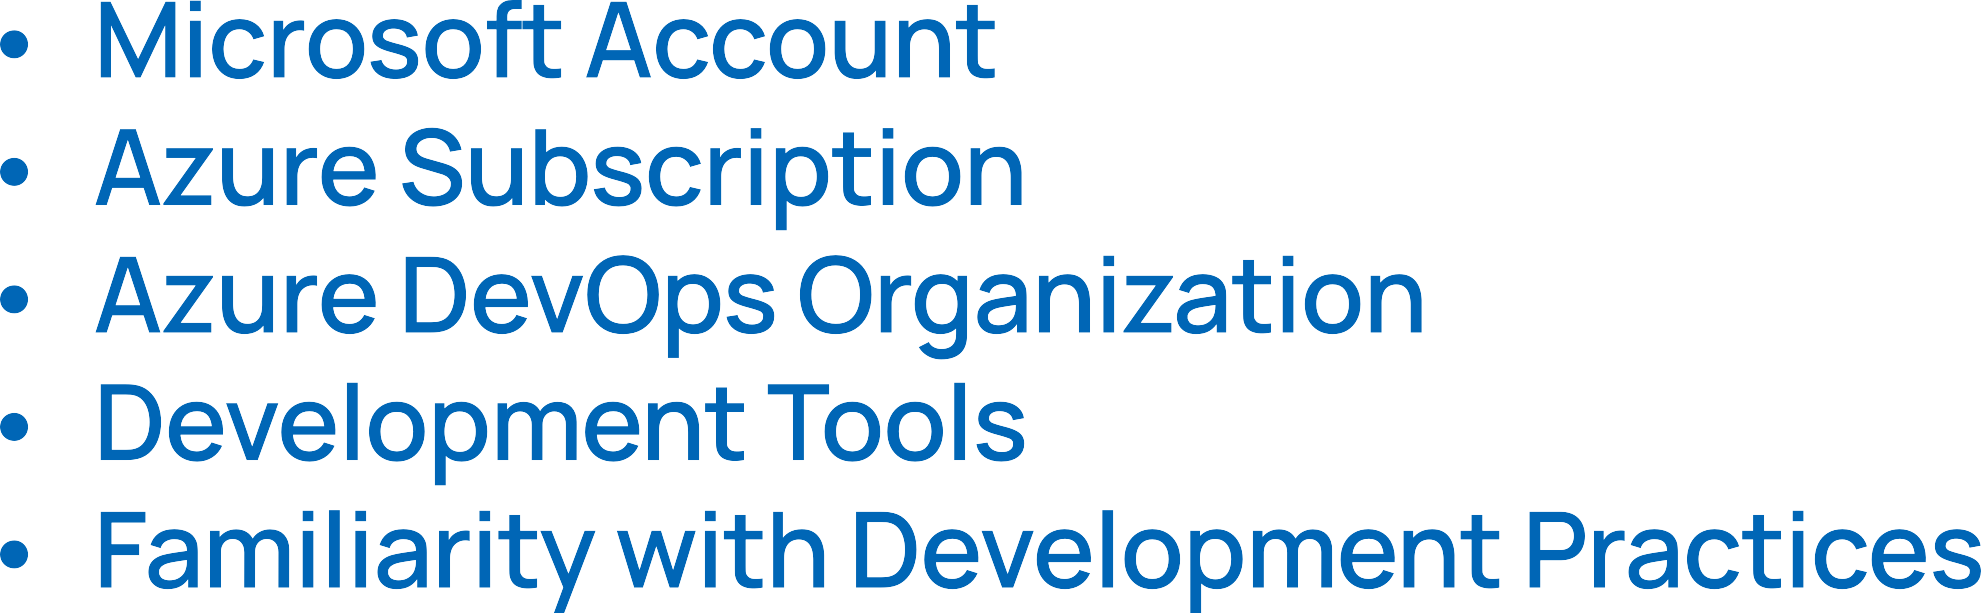 • Microsoft Account
• Azure Subscription
• Azure DevOps Organization
• Development Tools
• Familiarity with Development Practices